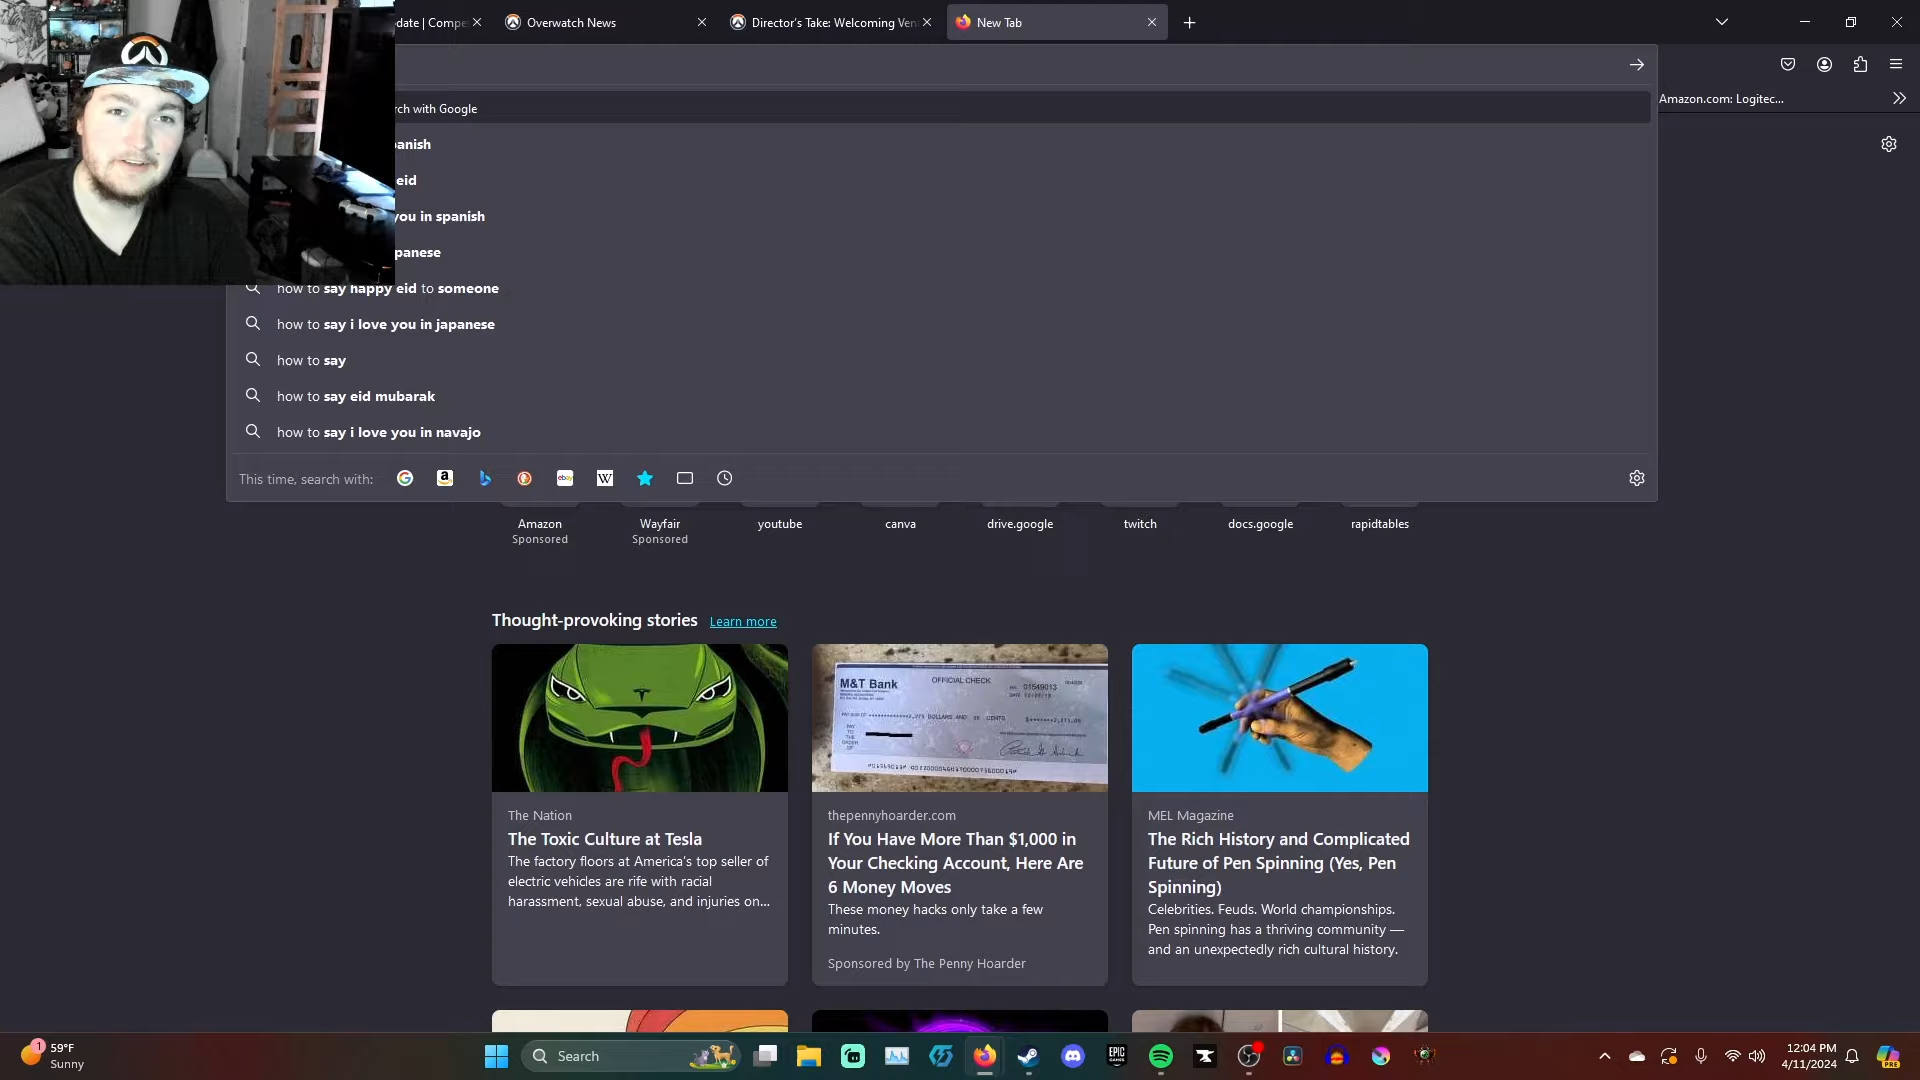 Overwatch News
Director's Take: Welcoming Ven
New Tab
Amazon.com: Logitec...
with Google
you in spanish
how to say happy eid to someone
how to say i love you in japanese
how to say
how to say eid mubarak
how to say i love you in navajo
This time, search with:
Amazon
Sponsored
Wayfair
Sponsored
youtube
canva
drive.google
twitch
docs.google
rapidtables
Thought-provoking stories Learn more
M&T Bank
OFFICIAL CHECK
The Nation
The Toxic Culture at Tesla
The factory floors at America's top seller of
electric vehicles are rife with racial
harassment, sexual abuse, and injuries on...
thepennyhoarder.com
If You Have More Than $1,000 in
Your Checking Account, Here Are
6 Money Moves
These money hacks only take a few
minutes.
Sponsored by The Penny Hoarder
MEL Magazine
The Rich History and Complicated
Future of Pen Spinning (Yes, Pen
Spinning)
Celebrities. Feuds. World championships.
Pen spinning has a thriving community —
and an unexpectedly rich cultural history.
59°F
Sunny
Search
12:04 PM
4/11/2024